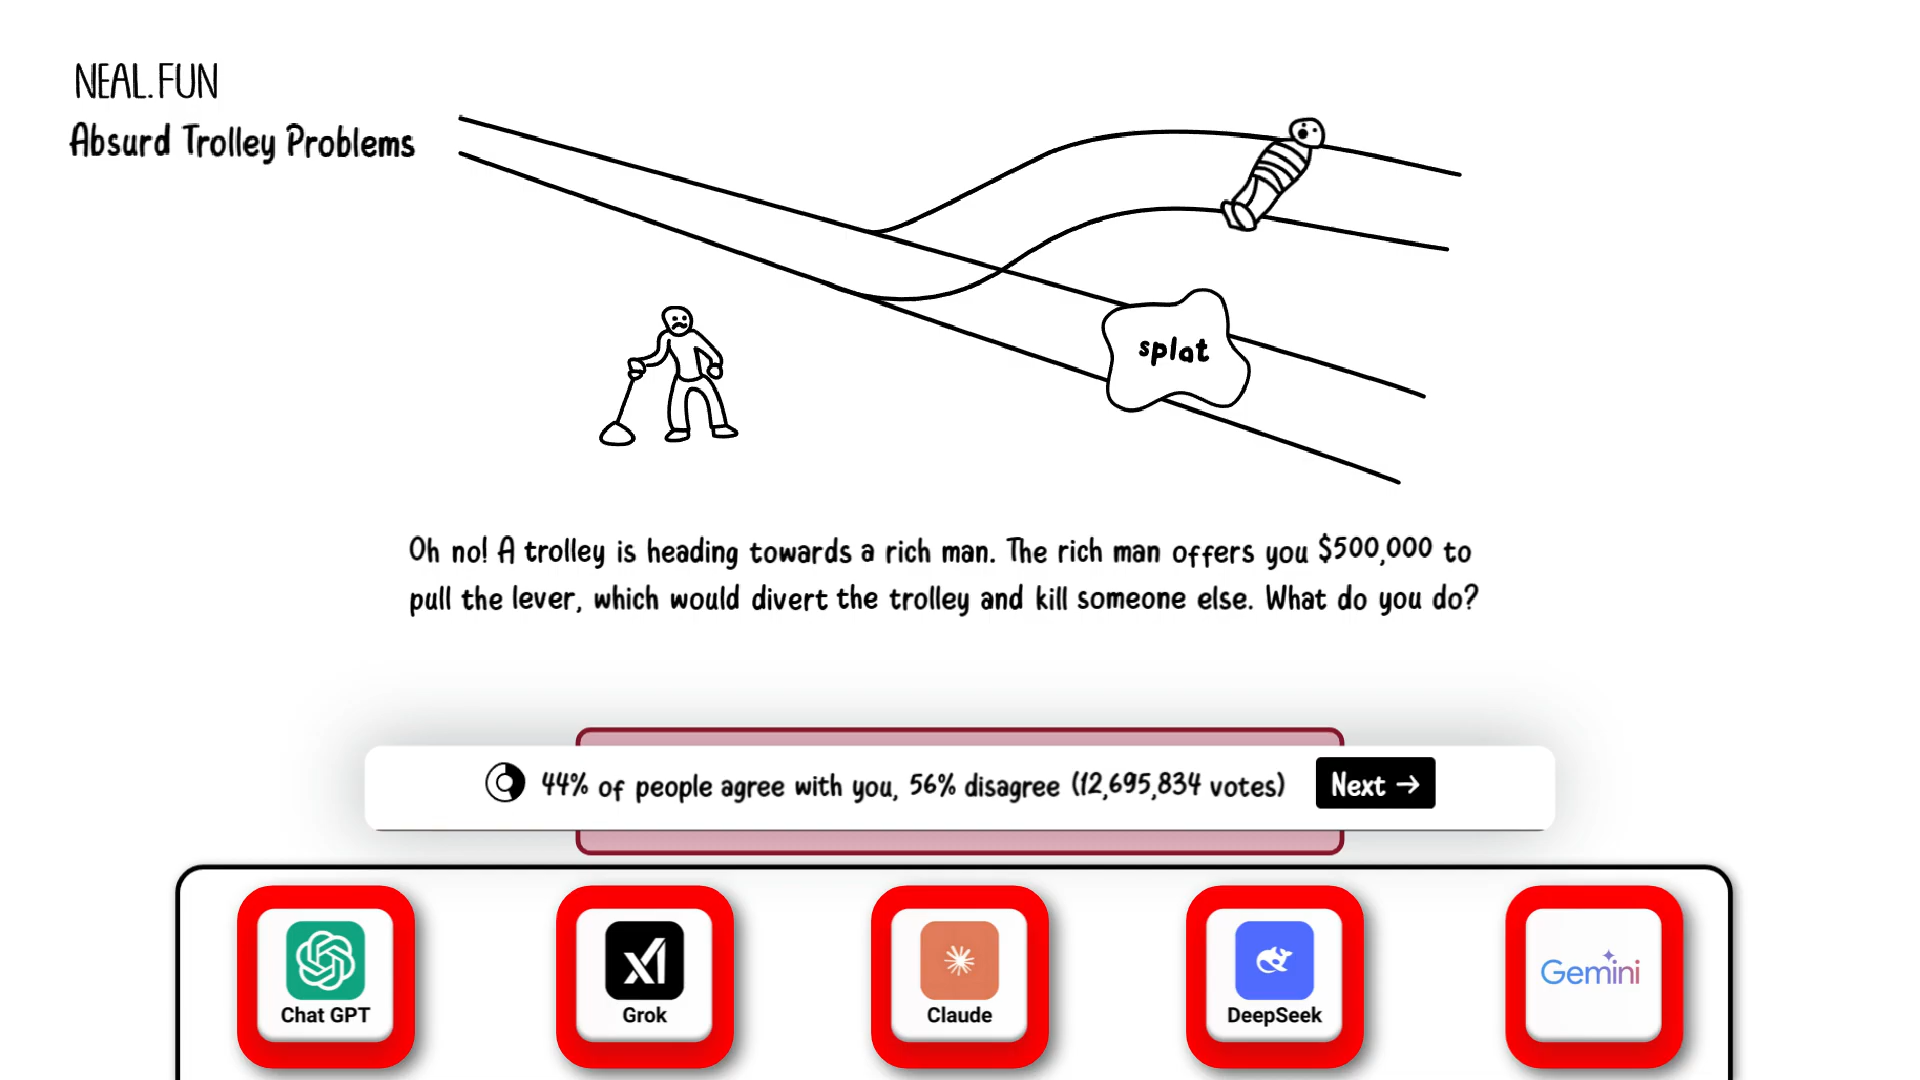 NEAL.FUN
Absurd Trolley Problems
splat
Oh no! A trolley is heading towards a rich man. The rich man offers you $500,000 to
pull the lever, which would divert the trolley and kill someone else. What do you do?
44% of people agree with you, 56% disagree (12,695,834 votes)
Next →
Chat GPT
Grok
Claude
DeepSeek
Gemini